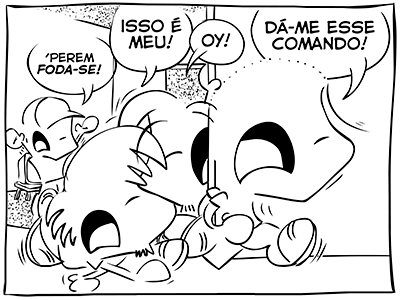 'PEREM
FODA-SE!
ISSO É
MEU!
OY!
DÁ-ME ESSE
COMANDO!